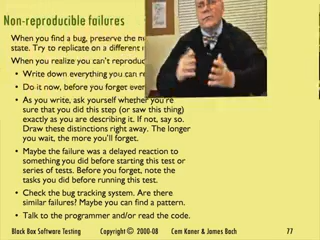 Non-reproducible failures
When you find a bug, preserve the
state. Try to replicate on a different
When you realize you can't reproduc
• Write down everything you can
• Do it now, before you forget eve
• As you write, ask yourself whether you're
sure that you did this step (or saw this thing)
exactly as you are describing it. If not, say so.
Draw these distinctions right away. The longer
you wait, the more you'll forget.
• Maybe the failure was a delayed reaction to
something you did before starting this test or
series of tests. Before you forget, note the
tasks you did before running this test.
• Check the bug tracking system. Are there
similar failures? Maybe you can find a pattern.
• Talk to the programmer and/or read the code.
Black Box Software Testing Copyright © 2000-08 Cem Kaner & James Bach 77